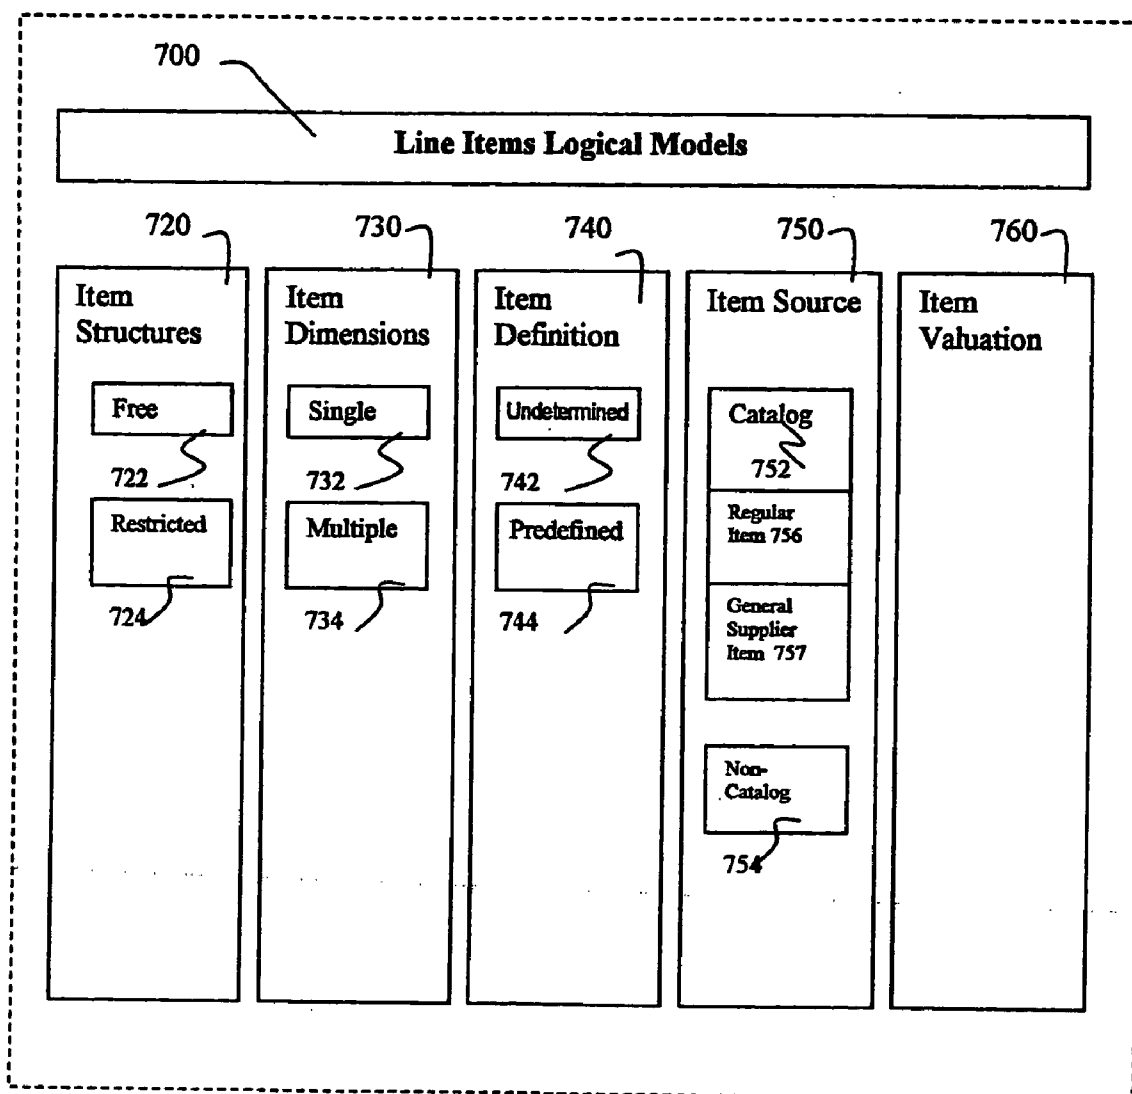 700
Line Items Logical Models
720
730
740
750
760
Item
Structures
Free
722
Restricted
724
Item
Dimensions
Single
732
Multiple
734
Item
Definition
Undetermined
742
Predefined
744
Item Source
Catalog
752
Regular
Item 756
General
Supplier
Item 757
Non-
Catalog
754
Item
Valuation